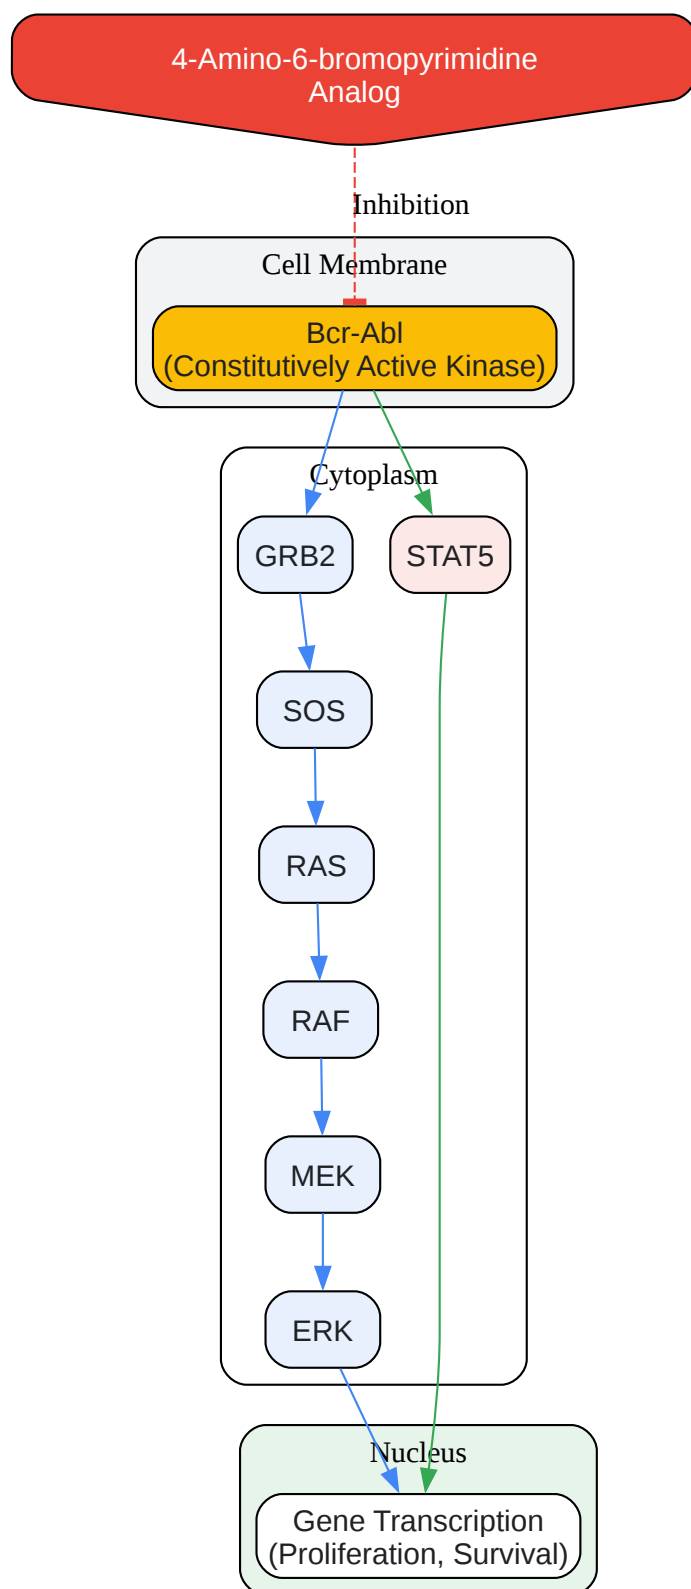 4-Amino-6-bromopyrimidine
Analog
Inhibition
Cell Membrane
Bcr-Abl
(Constitutively Active Kinase)
Cytoplasm
GRB2
STAT5
SOS
RAS
RAF
MEK
ERK
Nucleus
Gene Transcription
(Proliferation, Survival)